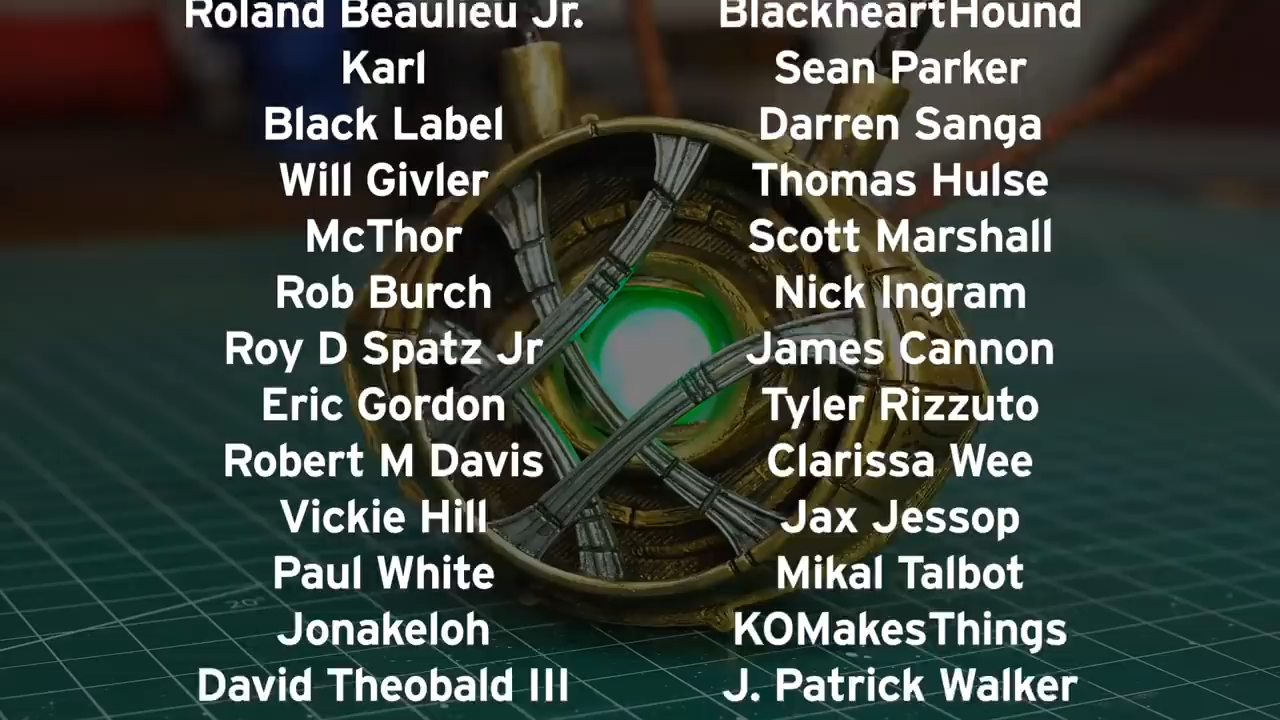 Roland Beaulieu Jr.
BlackheartHound
Karl
Sean Parker
Black Label
Darren Sanga
Will Givler
Thomas Hulse
McThor
Scott Marshall
Rob Burch
Nick Ingram
Roy D Spatz Jr
James Cannon
Eric Gordon
Tyler Rizzuto
Robert M Davis
Clarissa Wee
Vickie Hill
Jax Jessop
Paul White
Mikal Talbot
20°
Jonakeloh
KOMakesThings
David Theobald III
J. Patrick Walker